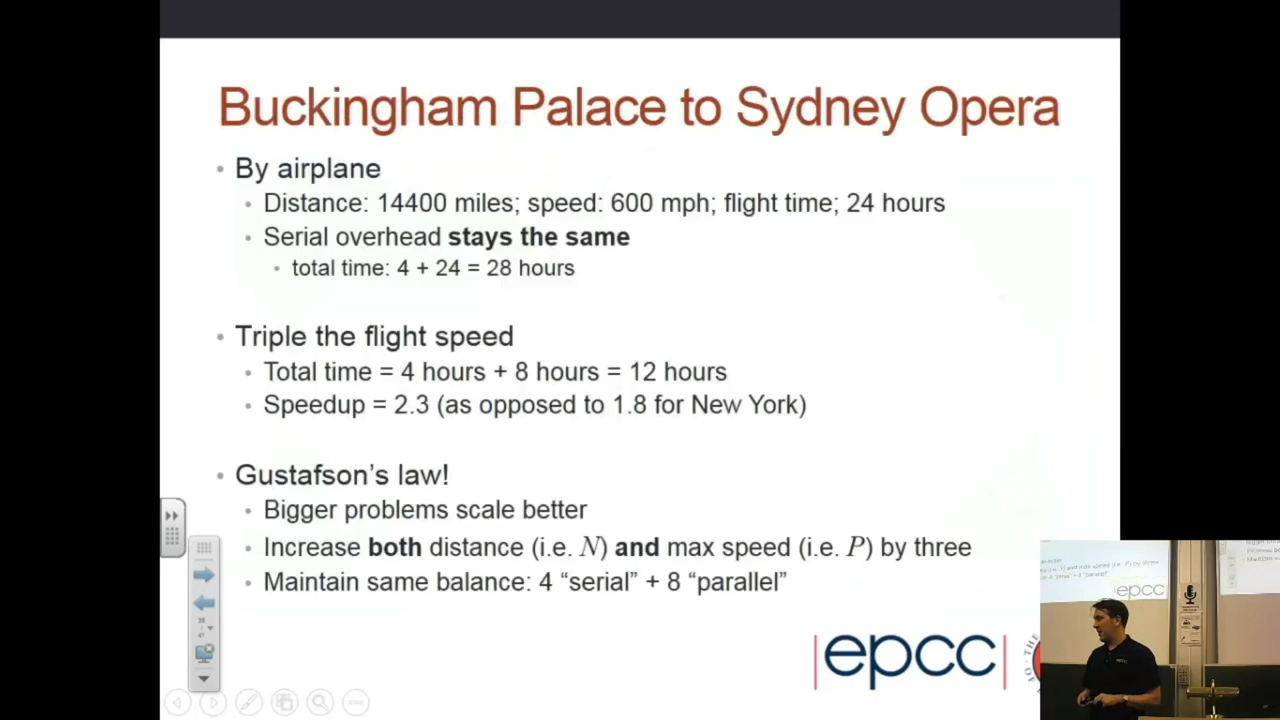 Buckingham Palace to Sydney Opera
• By airplane
• Distance: 14400 miles; speed: 600 mph; flight time; 24 hours
• Serial overhead stays the same
• total time: 4 + 24 = 28 hours
• Triple the flight speed
• Total time = 4 hours + 8 hours = 12 hours
• Speedup = 2.3 (as opposed to 1.8 for New York)
• Gustafson's law!
• Bigger problems scale better
• Increase both distance (i.e. N) and max speed (i.e. P) by three
• Maintain same balance: 4 “serial” + 8 “parallel”
epcc
THE
epcc
epcc